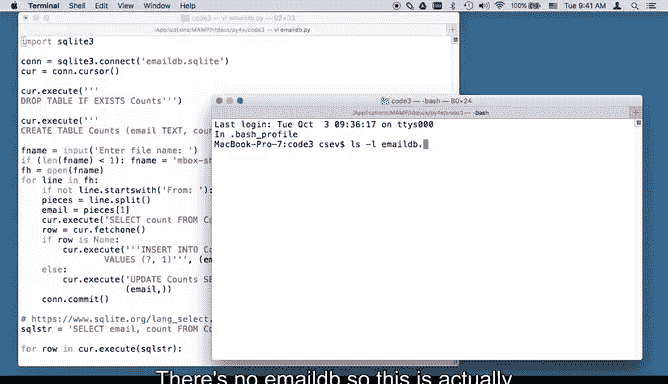 Terminal Shell Edit View Window Help
100% Tue 9:41 AM
code3 — vi emaildb.py — 82×33
/Applications/MAMP/htdocs/py4e/code3 — vi emaildb.py
import sqlite3
conn = sqlite3.connect('emaildb.sqlite')
cur = conn.cursor()
cur.execute('''
DROP TABLE IF EXISTS Counts''')
cur.execute('''
CREATE TABLE Counts (email TEXT, count
fname = input('Enter file name: ')
if (len(fname) < 1): fname = 'mbox-sh
fh = open(fname)
for line in fh:
if not line.startswith('From: '):
pieces = line.split()
email = pieces[1]
cur.execute('SELECT count FROM Co
row = cur.fetchone()
if row is None:
cur.execute('''INSERT INTO Co
VALUES (?, 1)''', (em
else:
cur.execute('UPDATE Counts SE
(email,))
conn.commit()
# https://www.sqlite.org/lang_select.
sqlstr = 'SELECT email, count FROM Co
for row in cur.execute(sqlstr):
code3 — -bash — 80×24
/Applications/MAMP/htdocs/py4e/code3 — -bash
Last login: Tue Oct 3 09:36:17 on ttys000
In .bash_profile
MacBook-Pro-7:code3 csev$ ls -l emaildb.
There's no emaildb so this is actually